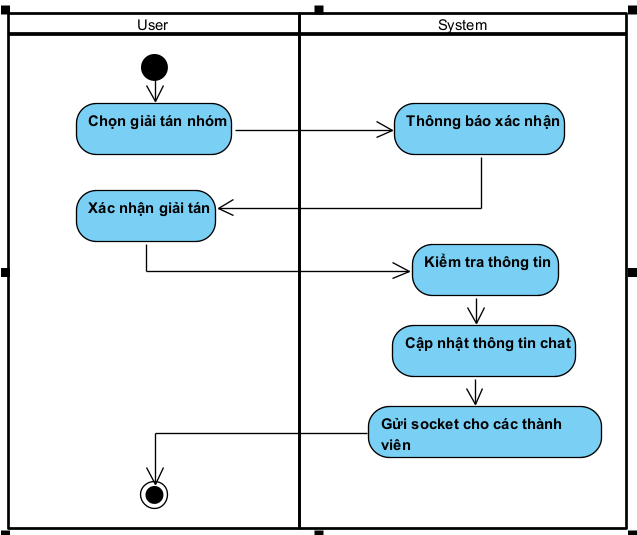 User
System
Chọn giải tán nhóm
Thônng báo xác nhận
Xác nhận giải tán
Kiểm tra thông tin
Cập nhật thông tin chat
Gửi socket cho các thành
viên